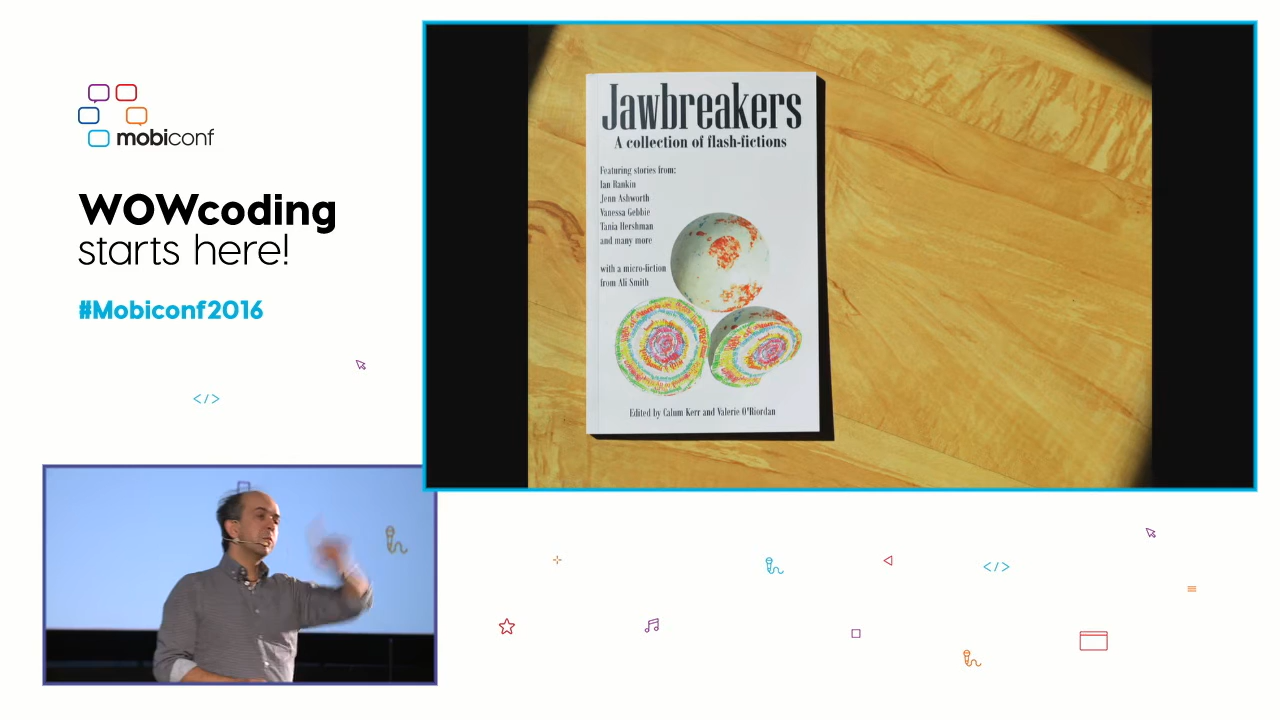 mobiconf
WOWcoding
starts here!
#Mobiconf2016
</>
Jawbreakers
A collection of flash-fictions
Featuring stories from:
Ian Rankin
Jenn Ashworth
Vanessa Gebbie
Tania Hershman
and many more
with a micro-fiction
from Ali Smith
Edited by Calum Kerr and Valerie O'Riordan
</>